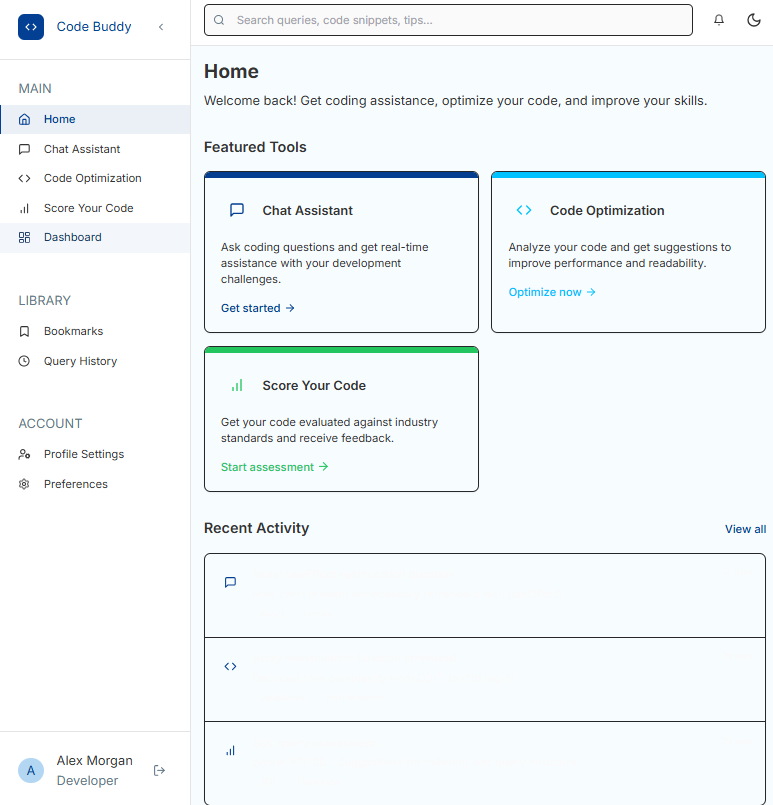 Code Buddy
Search queries, code snippets, tips...
MAIN
Home
Chat Assistant
Code Optimization
Score Your Code
Dashboard
LIBRARY
Bookmarks
Query History
ACCOUNT
Profile Settings
Preferences
A
Alex Morgan
Developer
Home
Welcome back! Get coding assistance, optimize your code, and improve your skills.
Featured Tools
Chat Assistant
Ask coding questions and get real-time
assistance with your development
challenges.
Get started →
Code Optimization
Analyze your code and get suggestions to
improve performance and readability.
Optimize now →
Score Your Code
Get your code evaluated against industry
standards and receive feedback.
Start assessment →
Recent Activity
View all